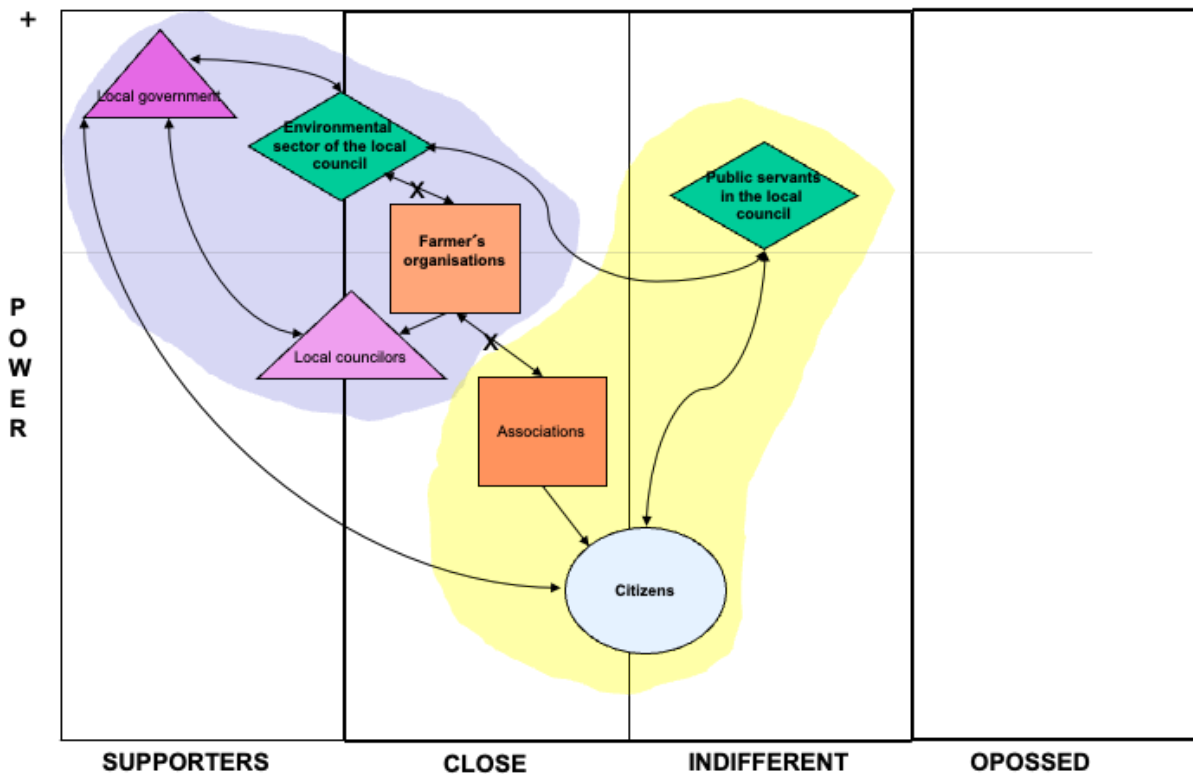 +
Local government
Environmental
sector of the local
council
Public servants
in the local
council
X
Farmer´s
organisations
P
O
W
E
R
X
Local councilors
Associations
Citizens
SUPPORTERS
CLOSE
INDIFFERENT
OPOSSED